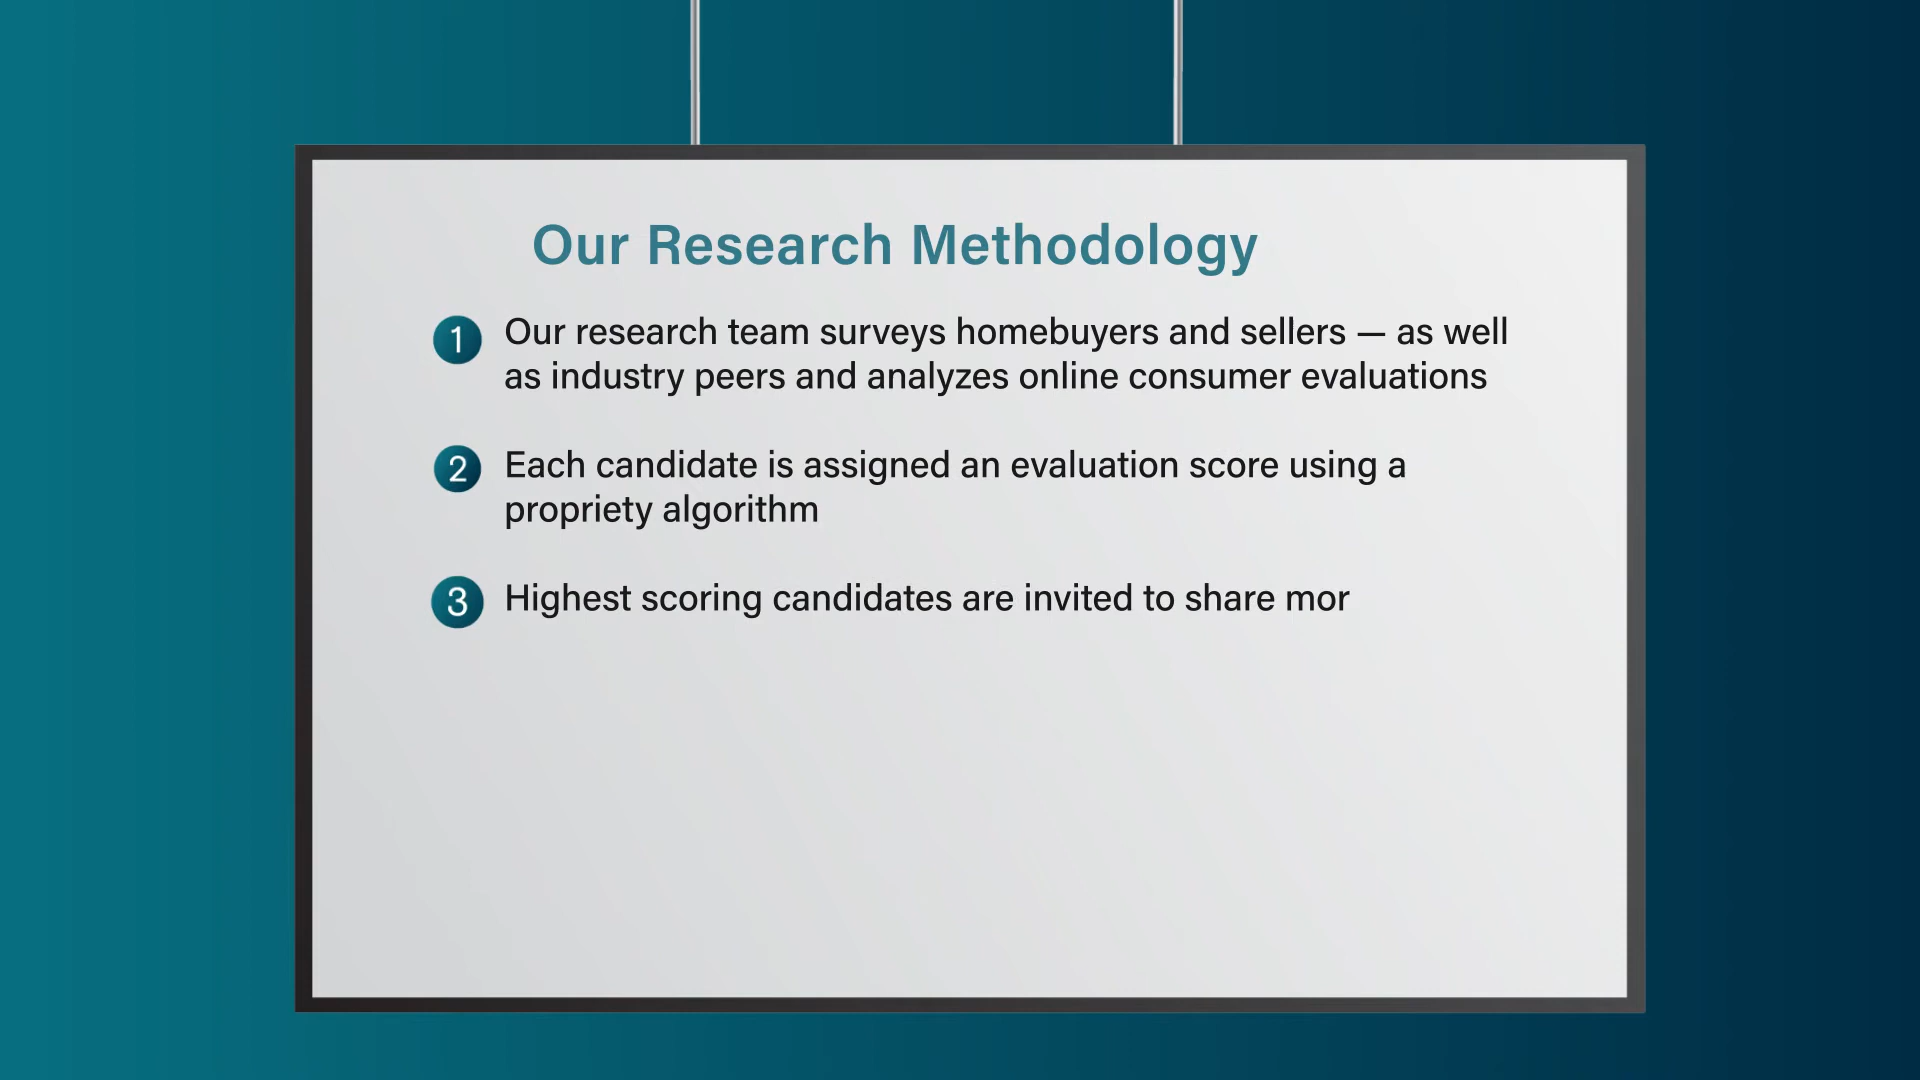 Our Research Methodology
1 Our research team surveys homebuyers and sellers — as well
as industry peers and analyzes online consumer evaluations
2 Each candidate is assigned an evaluation score using a
propriety algorithm
3 Highest scoring candidates are invited to share mor